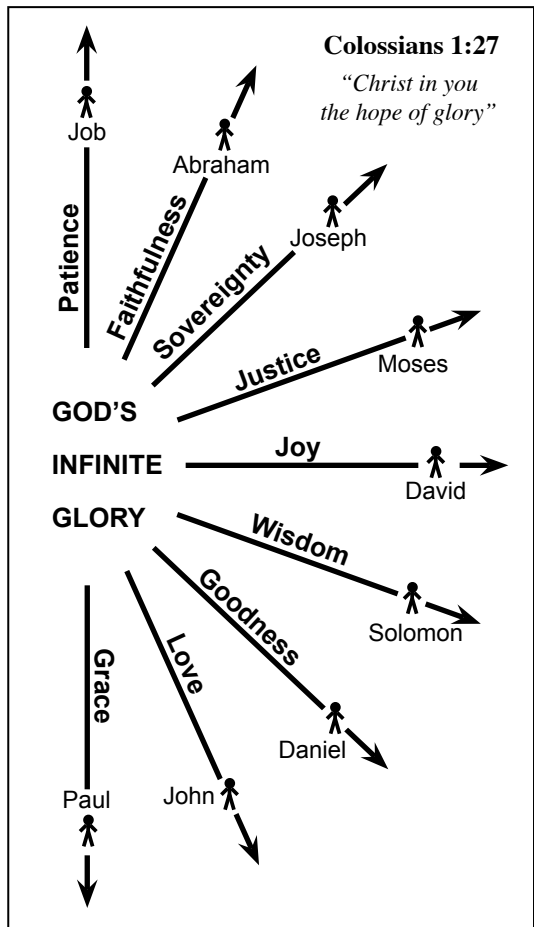 Colossians 1:27
“Christ in you
the hope of glory”
Job
Patience
Abraham
Faithfulness
Joseph
Sovereignty
Moses
Justice
GOD’S
INFINITE
GLORY
Joy
David
Wisdom
Solomon
Goodness
Daniel
Love
John
Grace
Paul